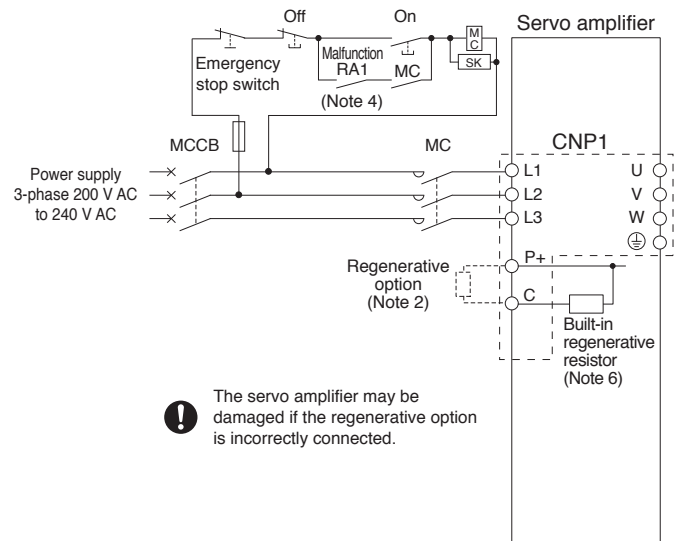 Off
On
Servo amplifier
Emergency
stop switch
Malfunction
RA1
MC
(Note 4)
M
C
SK
MCCB
MC
CNP1
Power supply
3-phase 200 V AC
to 240 V AC
L1
L2
L3
U
V
W
Regenerative
option
(Note 2)
P+
C
Built-in
regenerative
resistor
(Note 6)
The servo amplifier may be
damaged if the regenerative option
is incorrectly connected.